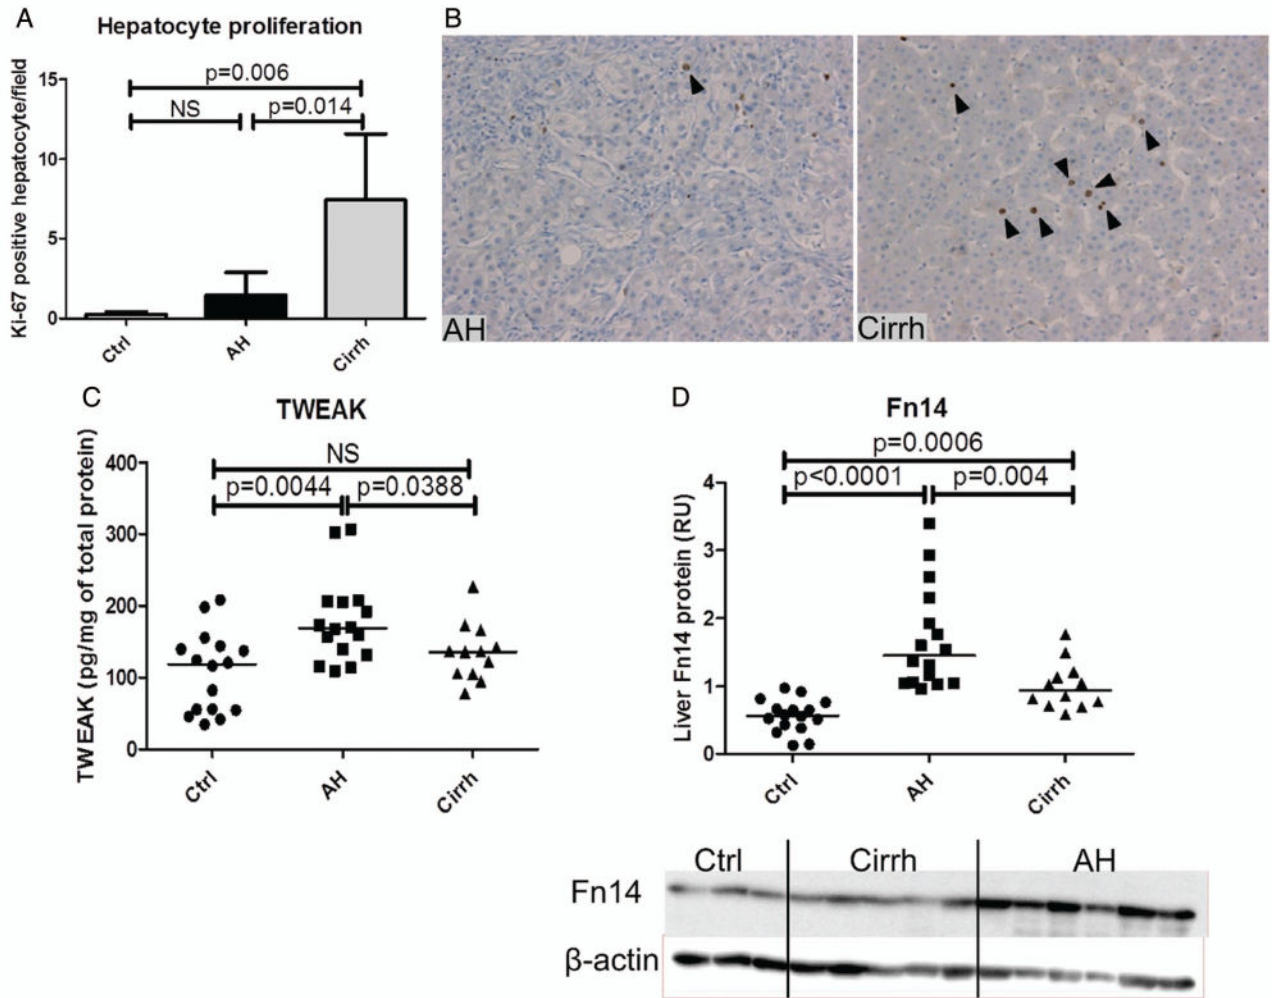 A
Hepatocyte proliferation
Ki-67 positive hepatocyte/field
15
10
5
0
p=0.006
NS
p=0.014
Ctrl
AH
Cirrh
B
AH
Cirrh
C
TWEAK
TWEAK (pg/mg of total protein)
400
300
200
100
0
NS
p=0.0044
p=0.0388
Ctrl
AH
Cirrh
D
Fn14
Liver Fn14 protein (RU)
4
3
2
1
0
p=0.0006
p<0.0001
p=0.004
Ctrl
AH
Cirrh
Ctrl Cirrh AH
Fn14
β-actin